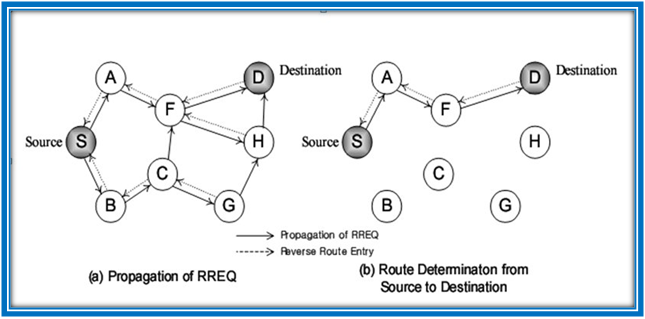 A
D
Destination
F
Source
S
H
C
B
G
A
D
Destination
F
Source
S
H
C
B
G
Propagation of RREQ
Reverse Route Entry
(a) Propagation of RREQ
(b) Route Determinaton from
Source to Destination